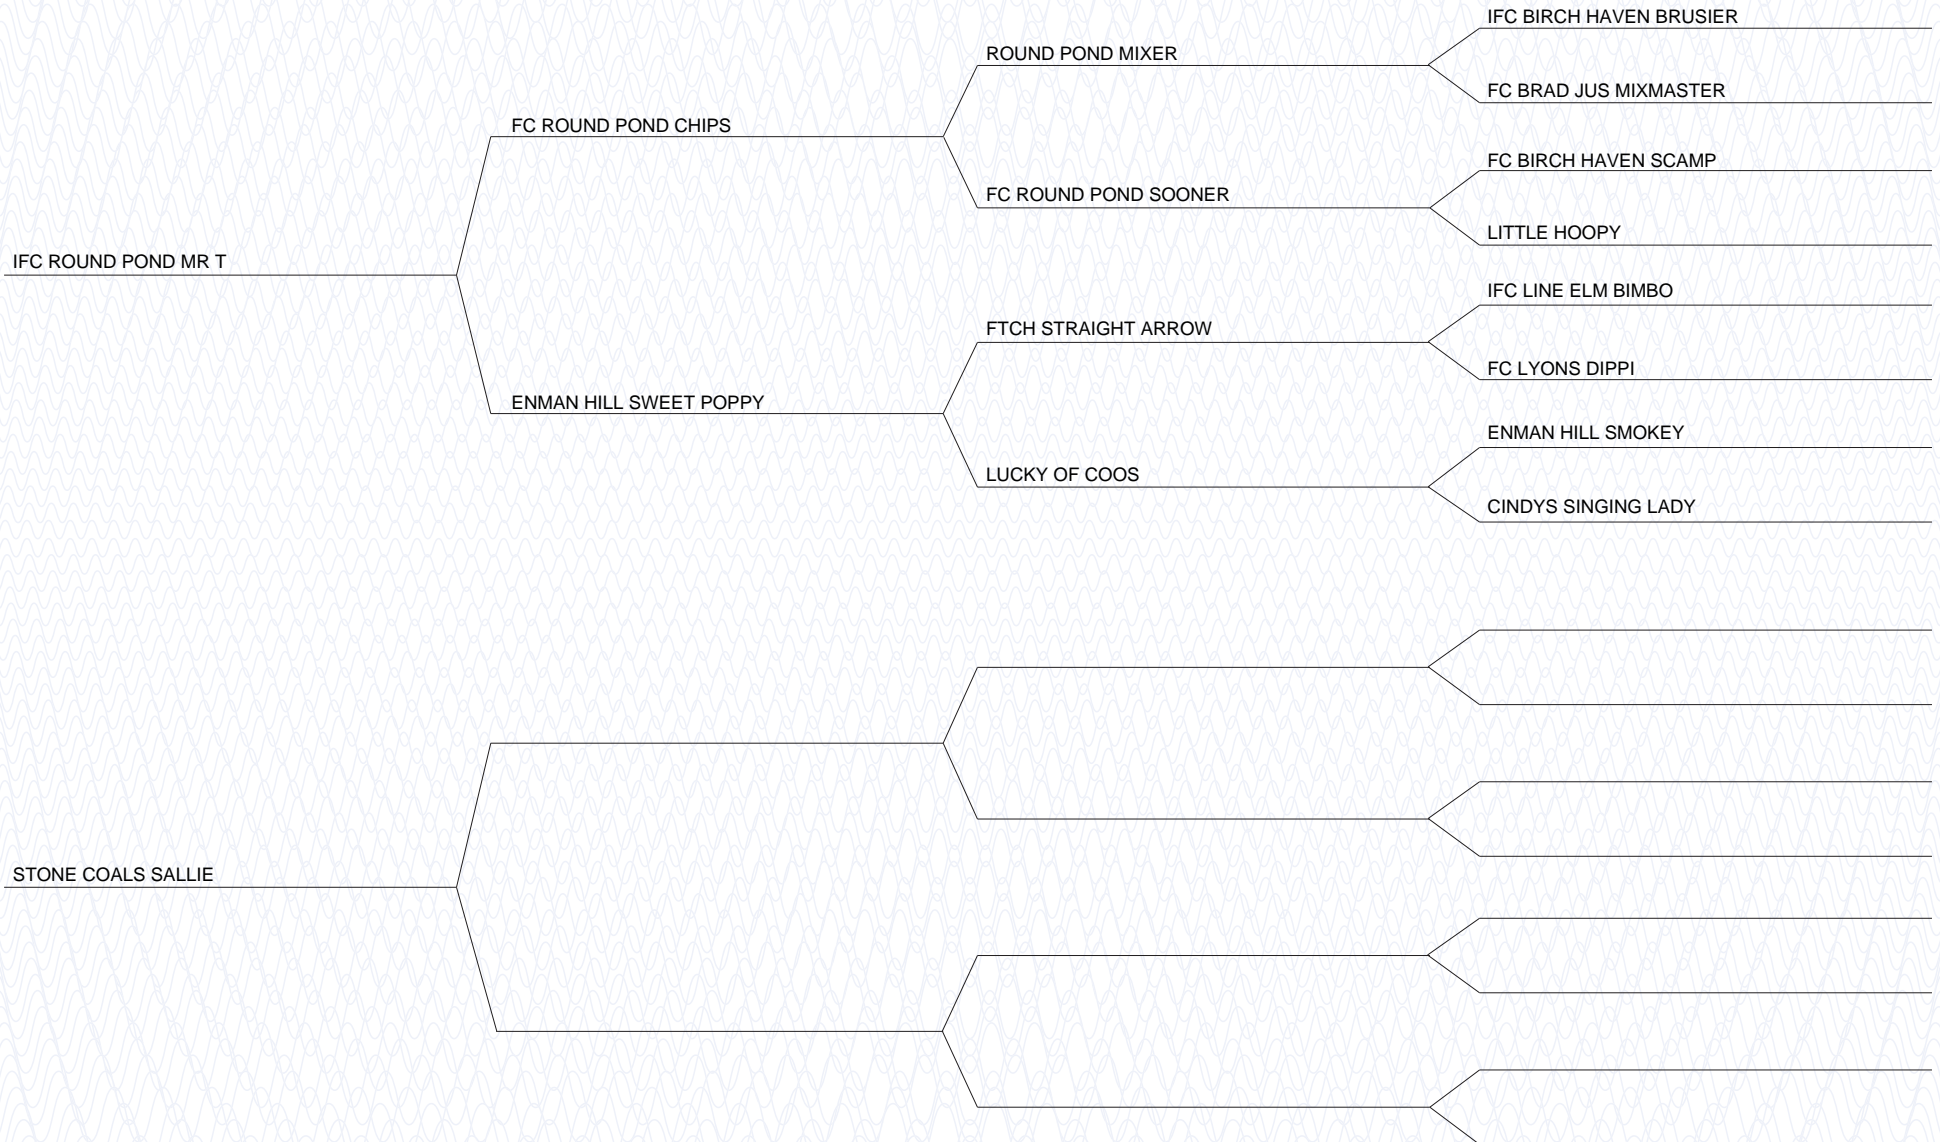 IFC BIRCH HAVEN BRUSIER
ROUND POND MIXER
FC BRAD JUS MIXMASTER
FC ROUND POND CHIPS
FC BIRCH HAVEN SCAMP
FC ROUND POND SOONER
LITTLE HOOPY
IFC ROUND POND MR T
IFC LINE ELM BIMBO
FTCH STRAIGHT ARROW
FC LYONS DIPPI
ENMAN HILL SWEET POPPY
ENMAN HILL SMOKEY
LUCKY OF COOS
CINDYS SINGING LADY
STONE COALS SALLIE